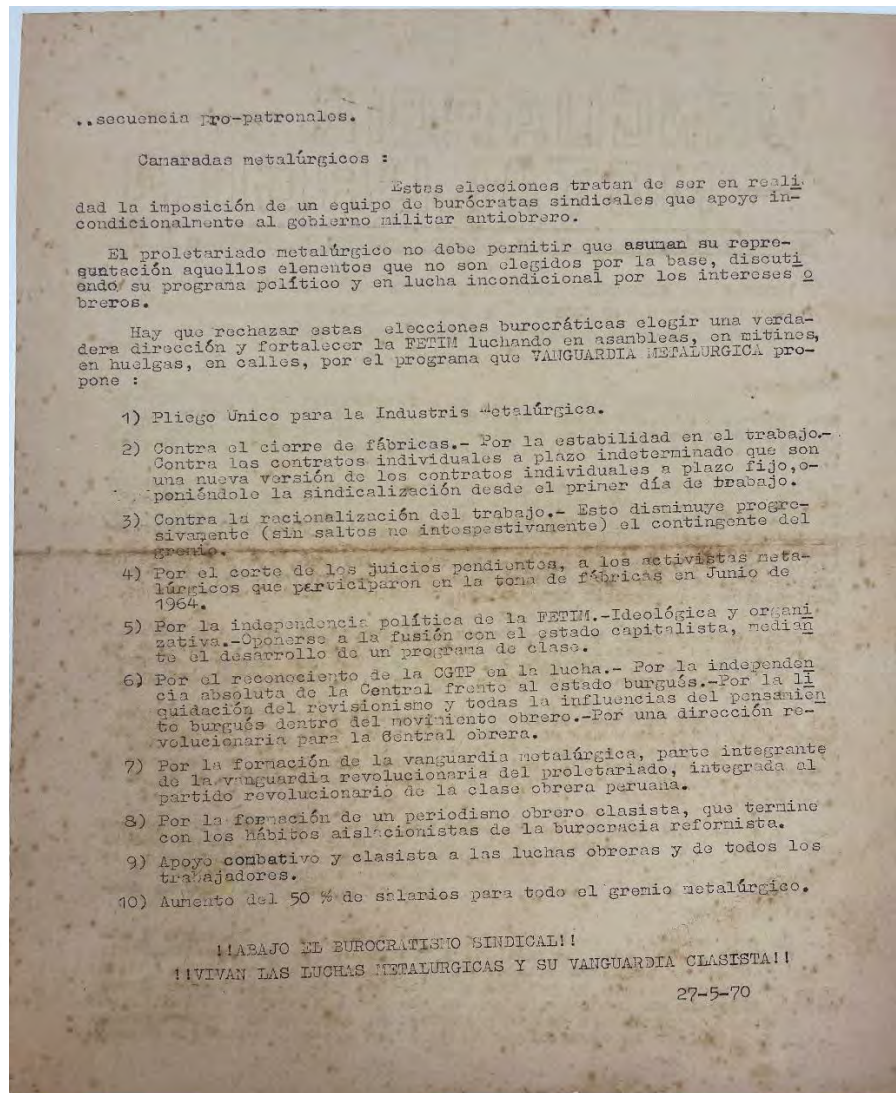 ..secuencia pro-patronales.
Camaradas metalúrgicos :
Estas elecciones tratan de ser en reali
dad la imposición de un equipo de burócratas sindicales que apoye in-
condicionalmente al gobierno militar antiobrero.
El proletariado metalúrgico no debe permitir que asuman su repre-
suntación aquellos elementos que no son elegidos por la base, discuti
endo su programa político y en lucha incondicional por los intereses o
breros.
Hay que rechazar estas elecciones burocráticas elegir una verda-
dera dirección y fortalecer la FETIM luchando en asambleas, en mitines,
en huelgas, en calles, por el programa que VANGUARDIA METALURGICA pro-
pone :
1) Pliego Unico para la Industris Metalúrgica.
2) Contra el cierre de fábricas.- Por la estabilidad en el trabajo.-
Contra los contratos individuales a plazo indeterminado que son
una nueva versión de los contratos individuales a plazo fijo,o-
poniéndole la sindicalización desde el primer día de trabajo.
3) Contra la racionalización del trabajo.- Esto disminuye progre-
sivamente (sin saltos no intospestivamente) el contingente del
gremio.
4) Por el corte de los juicios pendientes, a los activistas meta-
lúrgicos que participaron en la toma de fábricas en Junio de
1964.
5) Por la independencia política de la FETIM.-Ideológica y organi
zativa.-Oponerse a la fusión con el estado capitalista, median
te el desarrollo de un programa de clase.
6) Por el reconociento de la CGTP en la lucha.- Por la independen
cia absoluta de la Central frente al estado burgués.-Por la li
quidación del revisionismo y todas la influencias del pensamien
to burgués dentro del movimiento obrero.-Por una dirección re-
volucionaria para la Central obrera.
7) Por la formación de la vanguardia metalúrgica, parte integrante
de la vanguardia revolucionaria del proletariado, integrada al
partido revolucionario de la clase obrera peruana.
8) Por la formación de un periodismo obrero clasista, que termine
con los hábitos aislacionistas de la burocracia reformista.
9) Apoyo combativo y clasista a las luchas obreras y de todos los
trabajadores.
10) Aumento del 50 % de salarios para todo el gremio metalúrgico.
!!ABAJO EL BUROCRATISMO SINDICAL!!
!!VIVAN LAS LUCHAS METALURGICAS Y SU VANGUARDIA CLASISTA!!
27-5-70